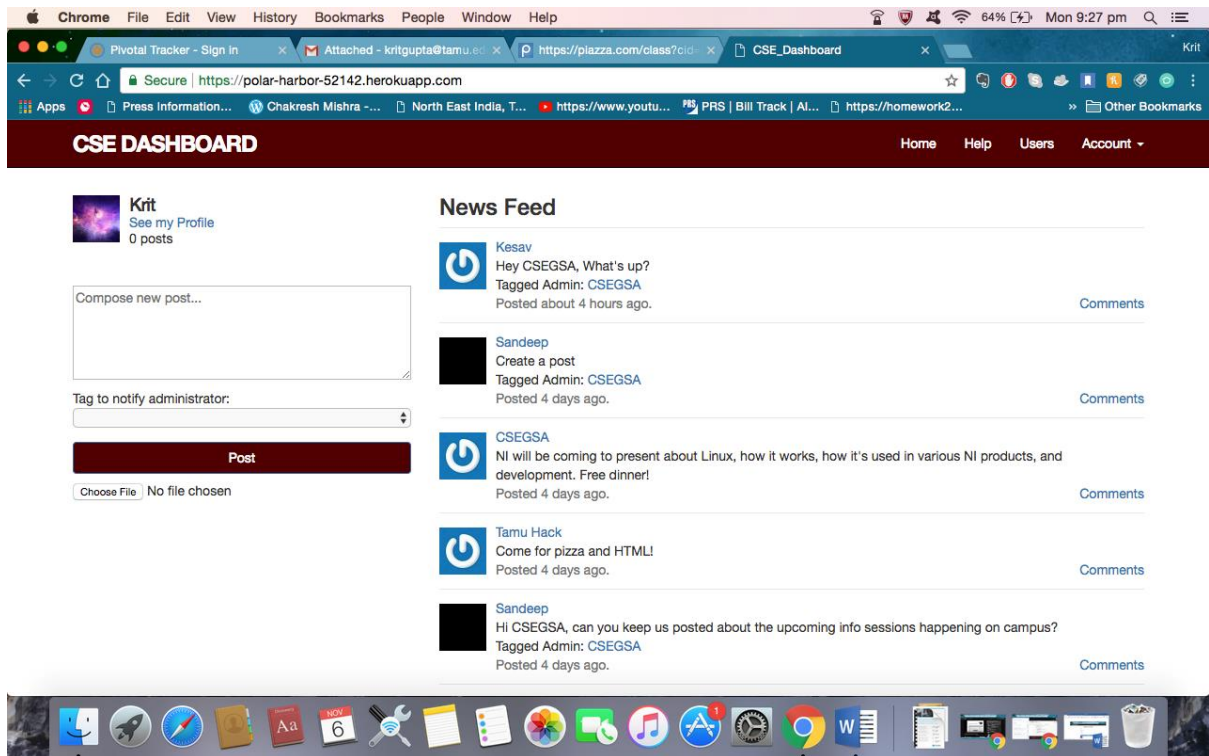 Chrome File Edit View History Bookmarks People Window Help 64% Mon 9:27 pm
Pivotal Tracker - Sign in Attached - kritgupta@tamu.ed https://piazza.com/class?cid= CSE_Dashboard Krit
Secure https://polar-harbor-52142.herokuapp.com
Apps Press Information... Chakresh Mishra -... North East India, T... https://www.youtu... PRS | Bill Track | Al... https://homework2... » Other Bookmarks
CSE DASHBOARD Home Help Users Account
Krit
See my Profile
0 posts
Compose new post...
Tag to notify administrator:
Post
Choose File No file chosen
News Feed
Kesav
Hey CSEGSA, What's up?
Tagged Admin: CSEGSA
Posted about 4 hours ago.
Comments
Sandeep
Create a post
Tagged Admin: CSEGSA
Posted 4 days ago.
Comments
CSEGSA
NI will be coming to present about Linux, how it works, how it's used in various NI products, and
development. Free dinner!
Posted 4 days ago.
Comments
Tamu Hack
Come for pizza and HTML!
Posted 4 days ago.
Comments
Sandeep
Hi CSEGSA, can you keep us posted about the upcoming info sessions happening on campus?
Tagged Admin: CSEGSA
Posted 4 days ago.
Comments
Aa
NOV
6
1
W